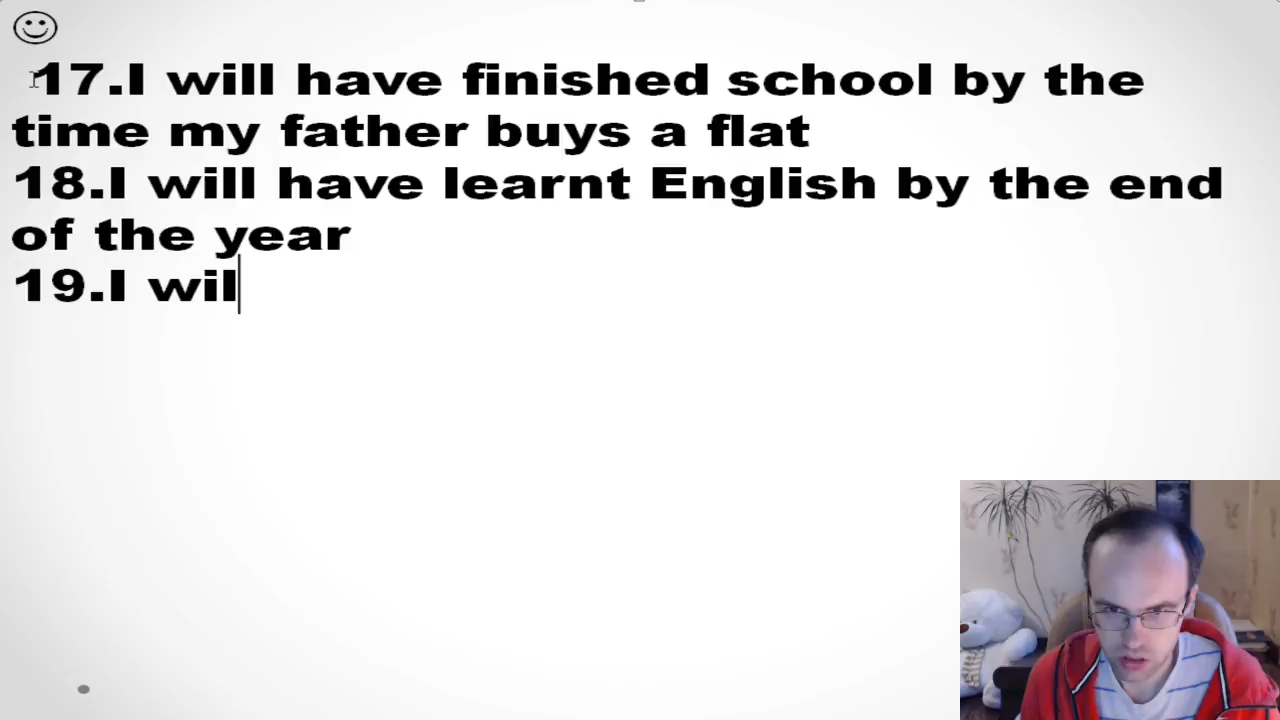 17.I will have finished school by the
time my father buys a flat
18.I will have learnt English by the end
of the year
19.I wil